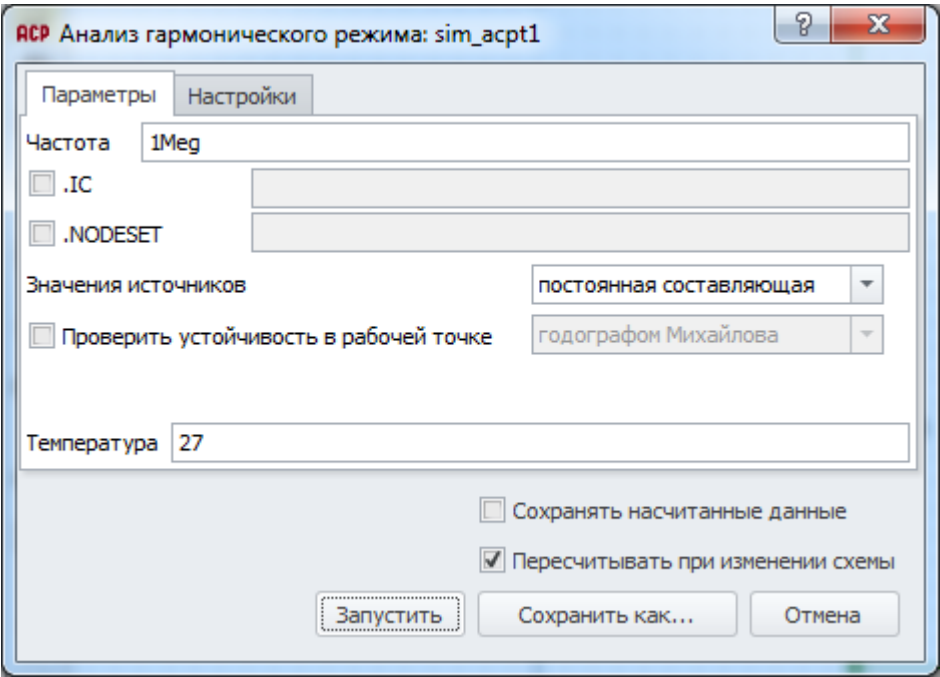 ACP Анализ гармонического режима: sim_acpt1
Параметры Настройки
Частота 1Meg
.IC
.NODESET
Значения источников постоянная составляющая
Проверить устойчивость в рабочей точке годографом Михайлова
Температура 27
Сохранять насчитанные данные
Пересчитывать при изменении схемы
Запустить Сохранить как... Отмена